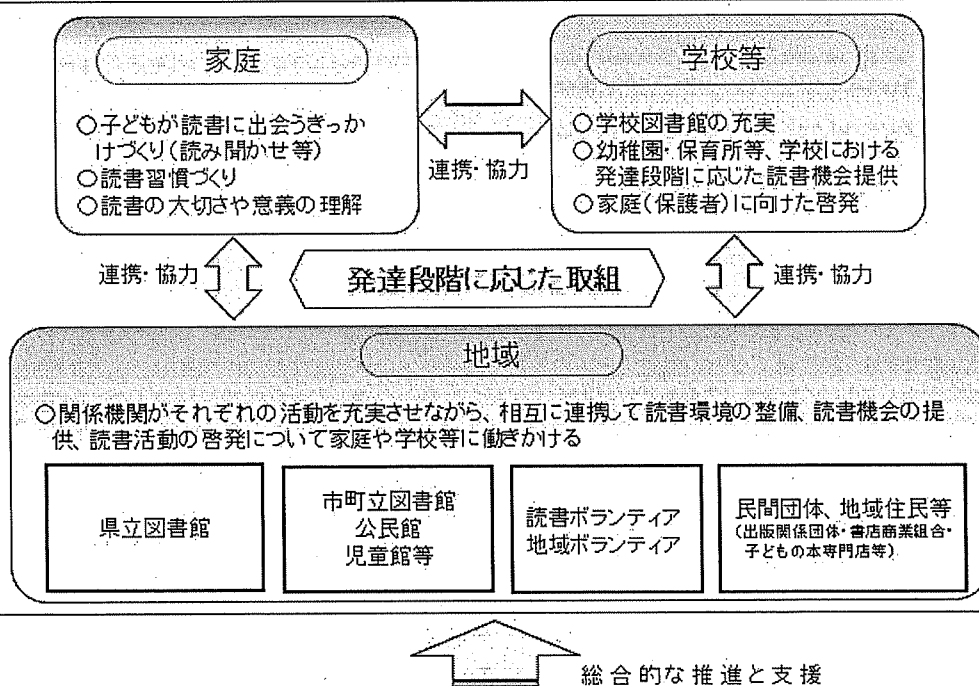 家庭
○子どもが読書に出会うきっか
けづくり(読み聞かせ等)
○読書習慣づくり
○読書の大切さや意義の理解
連携・協力
学校等
○学校図書館の充実
○幼稚園・保育所等、学校における
発達段階に応じた読書機会提供
○家庭(保護者)に向けた啓発
連携・協力
発達段階に応じた取組
連携・協力
地域
○関係機関がそれぞれの活動を充実させながら、相互に連携して読書環境の整備、読書機会の提
供、読書活動の啓発について家庭や学校等に働きかける
県立図書館
市町立図書館
公民館
児童館等
読書ボランティア
地域ボランティア
民間団体、地域住民等
(出版関係団体・書店商業組合・
子どもの本専門店等)
総合的な推進と支援